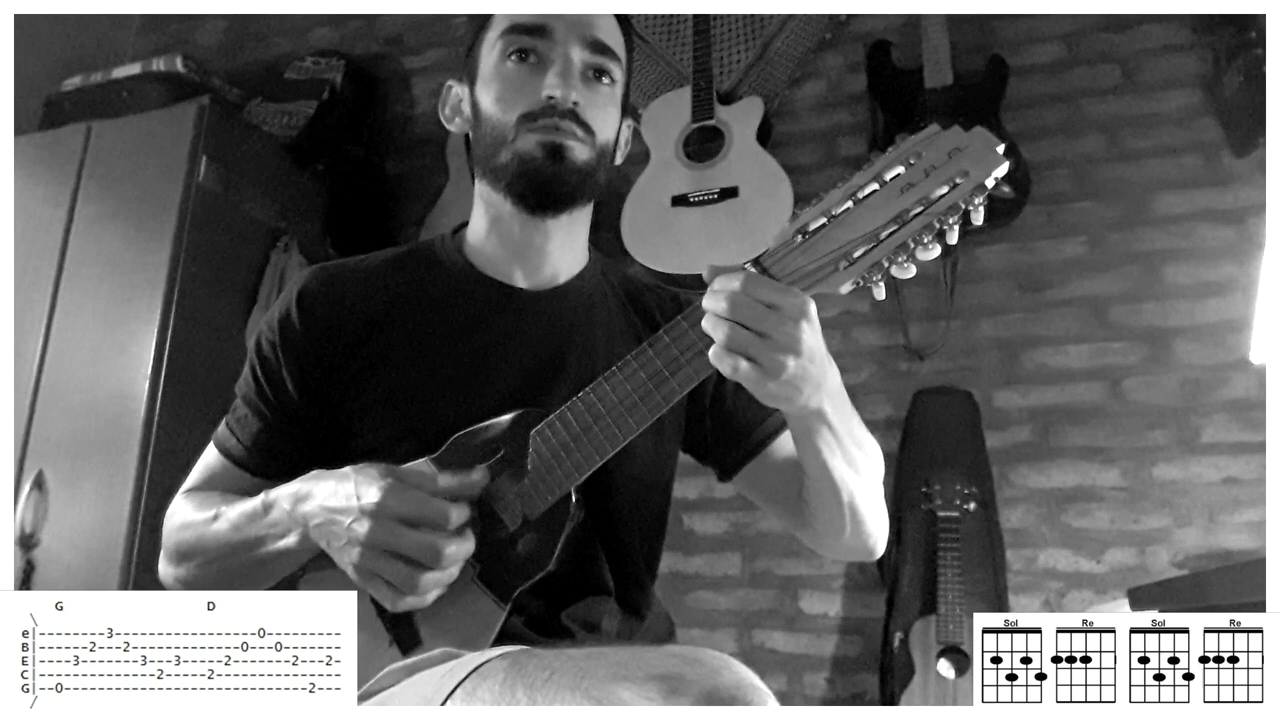 G D
\
e|--------3-----------------0---------
B|------2---2-------------0---0-------
E|----3-------3---3-----2-------2---2-
C|--------------2-----2---------------
G|--0-----------------------------2---
/
Sol Re Sol Re